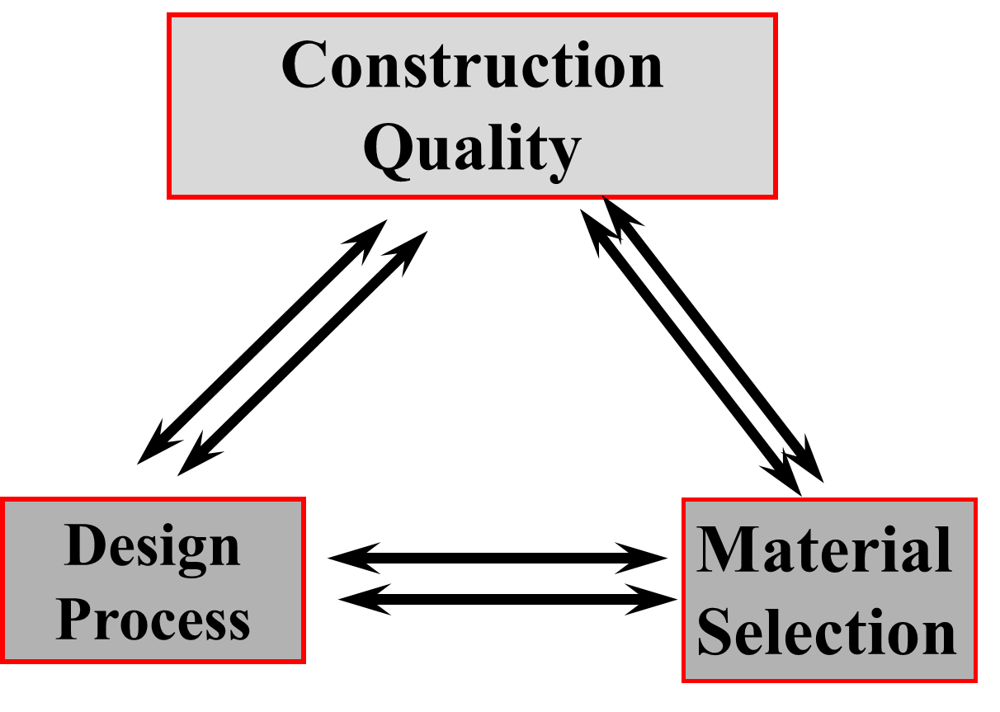 Construction
Quality
Design
Process
Material
Selection